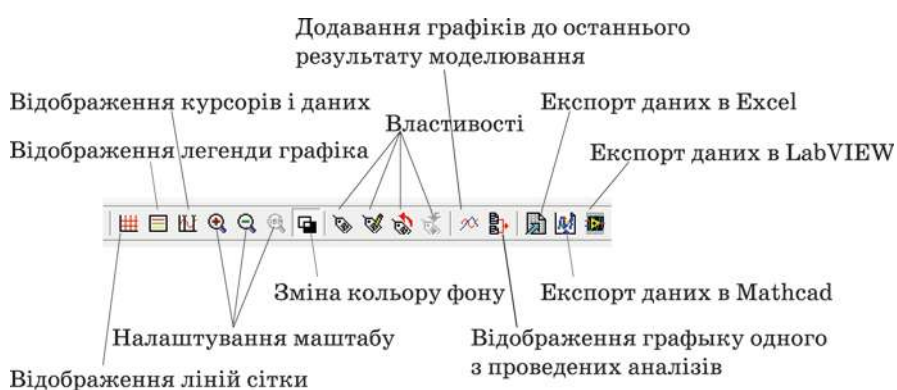 Додавання графіків до останнього
результату моделювання
Відображення курсорів і даних
Експорт даних в Excel
Властивості
Відображення легенди графіка
Експорт даних в LabVIEW
Зміна кольору фону
Експорт даних в Mathcad
Налаштування маштабу
Відображення графыку одного
з проведених аналізів
Відображення ліній сітки